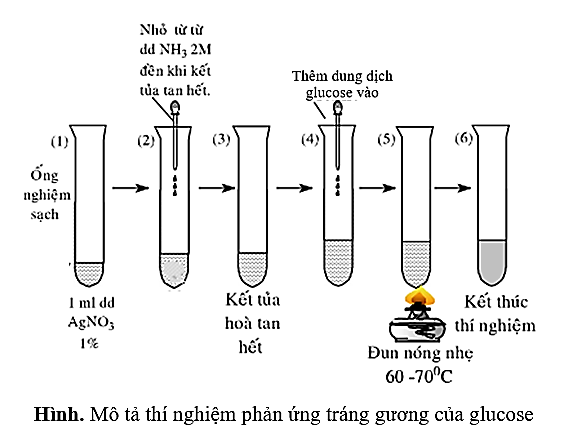 Nhỏ từ từ
dd NH₃ 2M
đến khi kết
tủa tan hết.
Thêm dung dịch
glucose vào
(1)
(2)
(3)
(4)
(5)
(6)
Ống
nghiệm
sạch
1 ml dd
AgNO₃
1%
Kết tủa
hoà tan
hết
Đun nóng nhẹ
60 -70⁰C
Kết thúc
thí nghiệm
Hình. Mô tả thí nghiệm phản ứng tráng gương của glucose